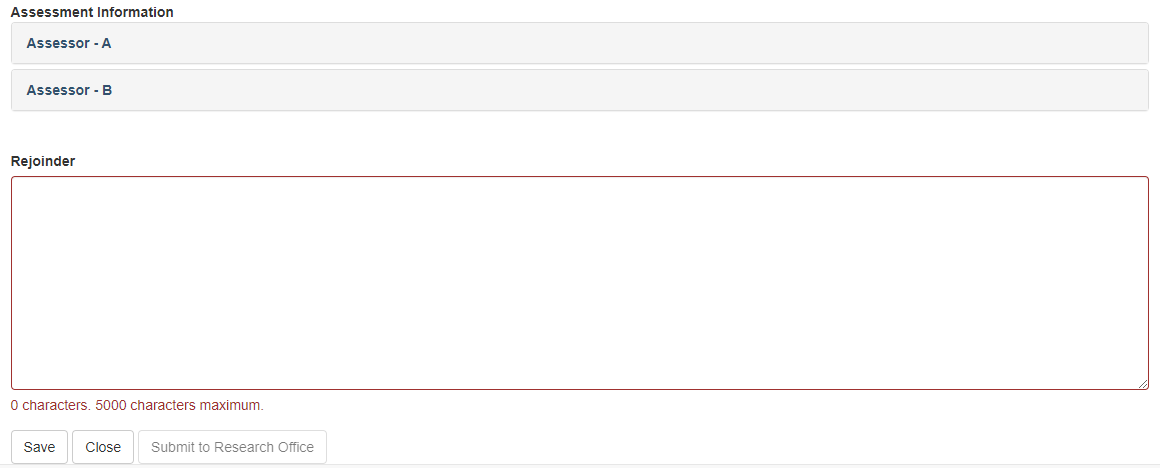 Assessment Information
Assessor - A
Assessor - B
Rejoinder
0 characters. 5000 characters maximum.
Save Close Submit to Research Office